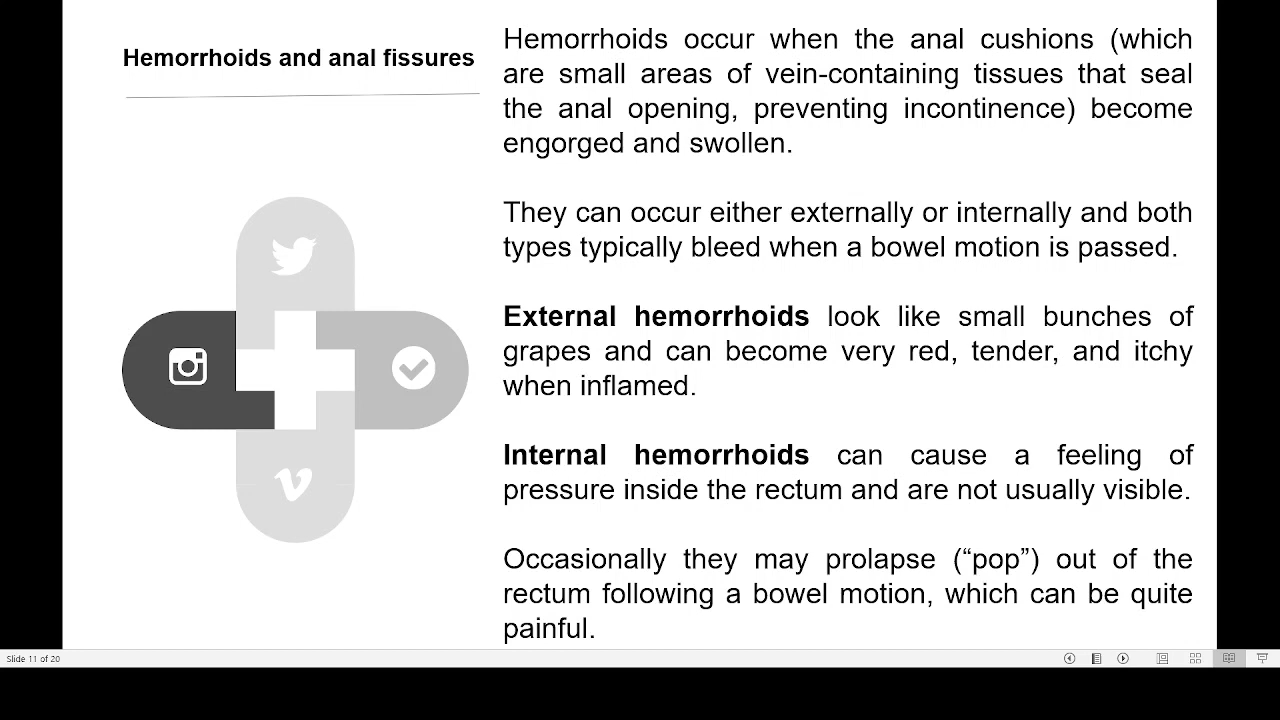 Hemorrhoids and anal fissures
Hemorrhoids occur when the anal cushions (which
are small areas of vein-containing tissues that seal
the anal opening, preventing incontinence) become
engorged and swollen.
They can occur either externally or internally and both
types typically bleed when a bowel motion is passed.
External hemorrhoids look like small bunches of
grapes and can become very red, tender, and itchy
when inflamed.
Internal hemorrhoids can cause a feeling of
pressure inside the rectum and are not usually visible.
Occasionally they may prolapse (“pop”) out of the
rectum following a bowel motion, which can be quite
painful.
Slide 11 of 20